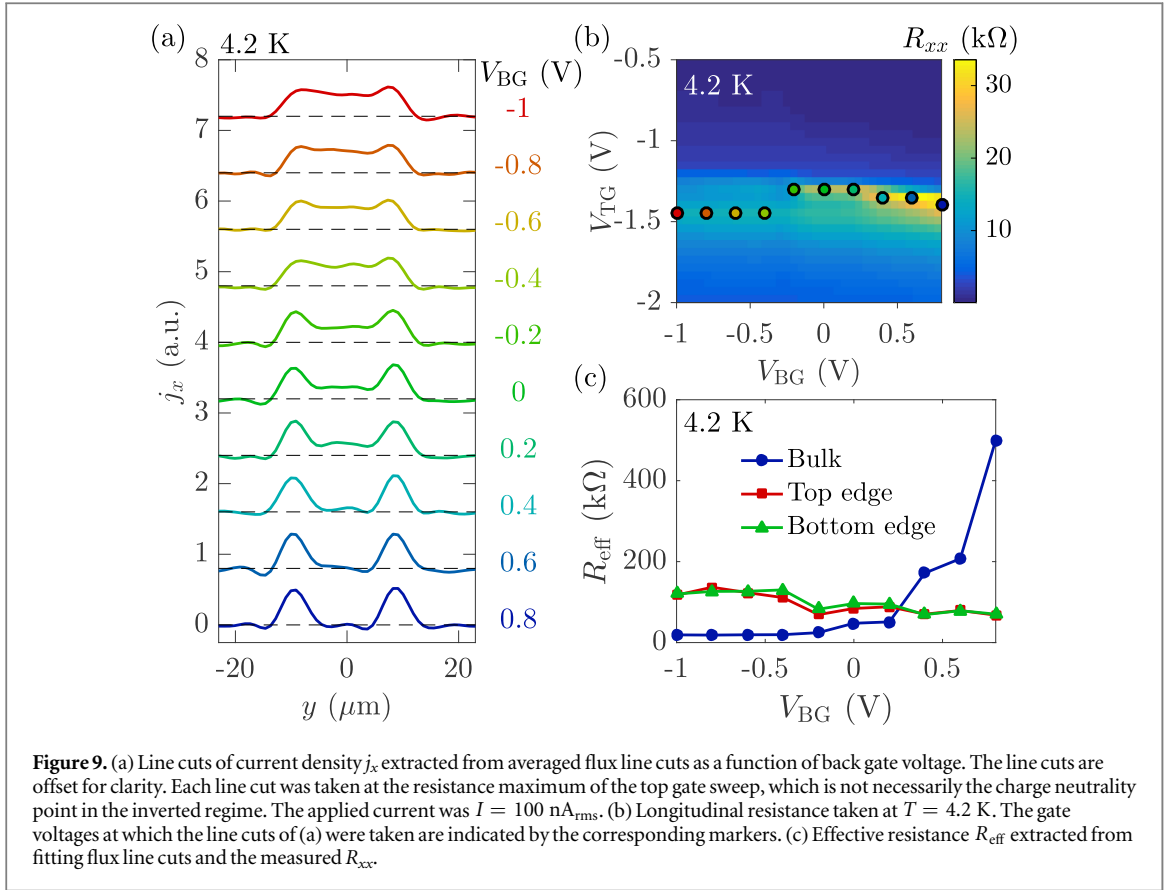 (a)
4.2 K
8
7
6
5
4
3
2
1
0
j_x (a.u.)
-20
0
20
y (μm)
V_BG (V)
-1
-0.8
-0.6
-0.4
-0.2
0
0.2
0.4
0.6
0.8
(b)
R_xx (kΩ)
4.2 K
-0.5
-1
-1.5
-2
V_TG (V)
-1
-0.5
0
0.5
V_BG (V)
30
20
10
(c)
4.2 K
600
400
200
0
R_eff (kΩ)
Bulk
Top edge
Bottom edge
-1
-0.5
0
0.5
V_BG (V)
Figure 9. (a) Line cuts of current density j_x extracted from averaged flux line cuts as a function of back gate voltage. The line cuts are
offset for clarity. Each line cut was taken at the resistance maximum of the top gate sweep, which is not necessarily the charge neutrality
point in the inverted regime. The applied current was I = 100 nA_rms. (b) Longitudinal resistance taken at T = 4.2 K. The gate
voltages at which the line cuts of (a) were taken are indicated by the corresponding markers. (c) Effective resistance R_eff extracted from
fitting flux line cuts and the measured R_xx.